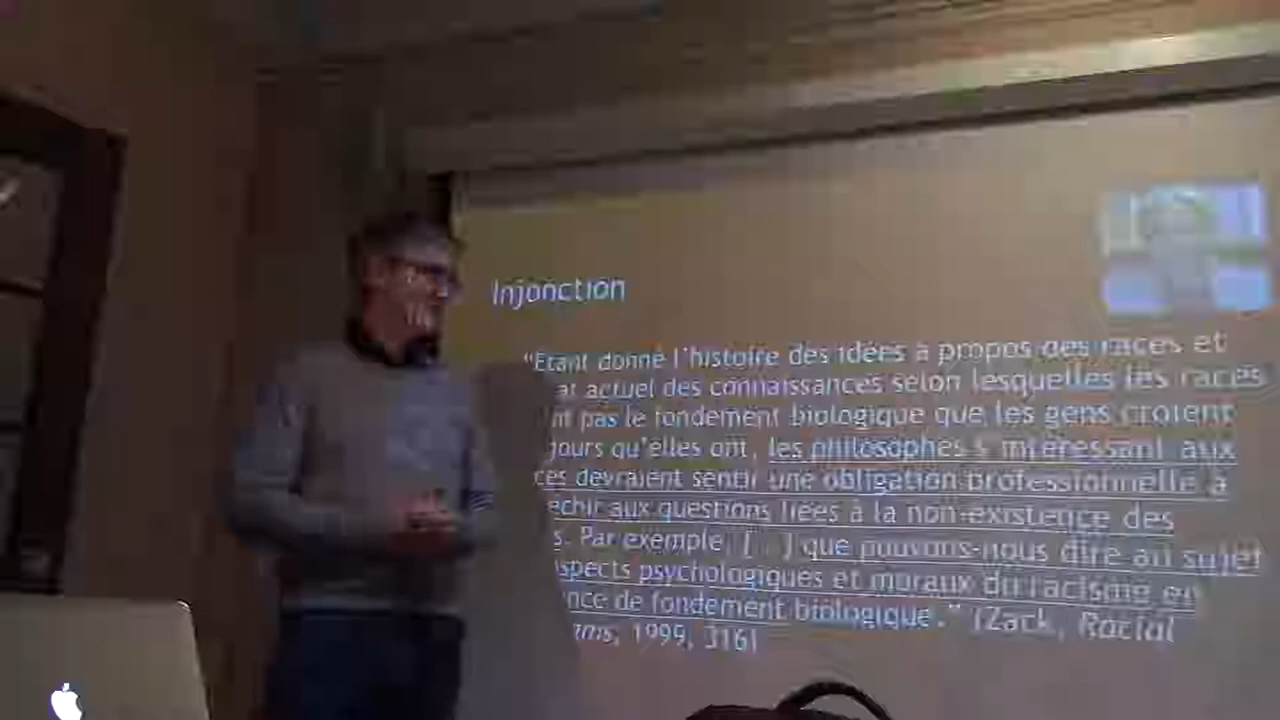 Injonction
“Etant donné l'histoire des idées à propos des races et
at actuel des connaissances selon lesquelles les races
nt pas le fondement biologique que les gens croient
jours qu'elles ont, les philosophes s'intéressant aux
ces devraient sentir une obligation professionnelle à
échir aux questions liées à la non-existence des
s. Par exemple, [...] que pouvons-nous dire au sujet
spects psychologiques et moraux du racisme en
nce de fondement biologique.” (Zack, Racial
ms, 1999, 316)